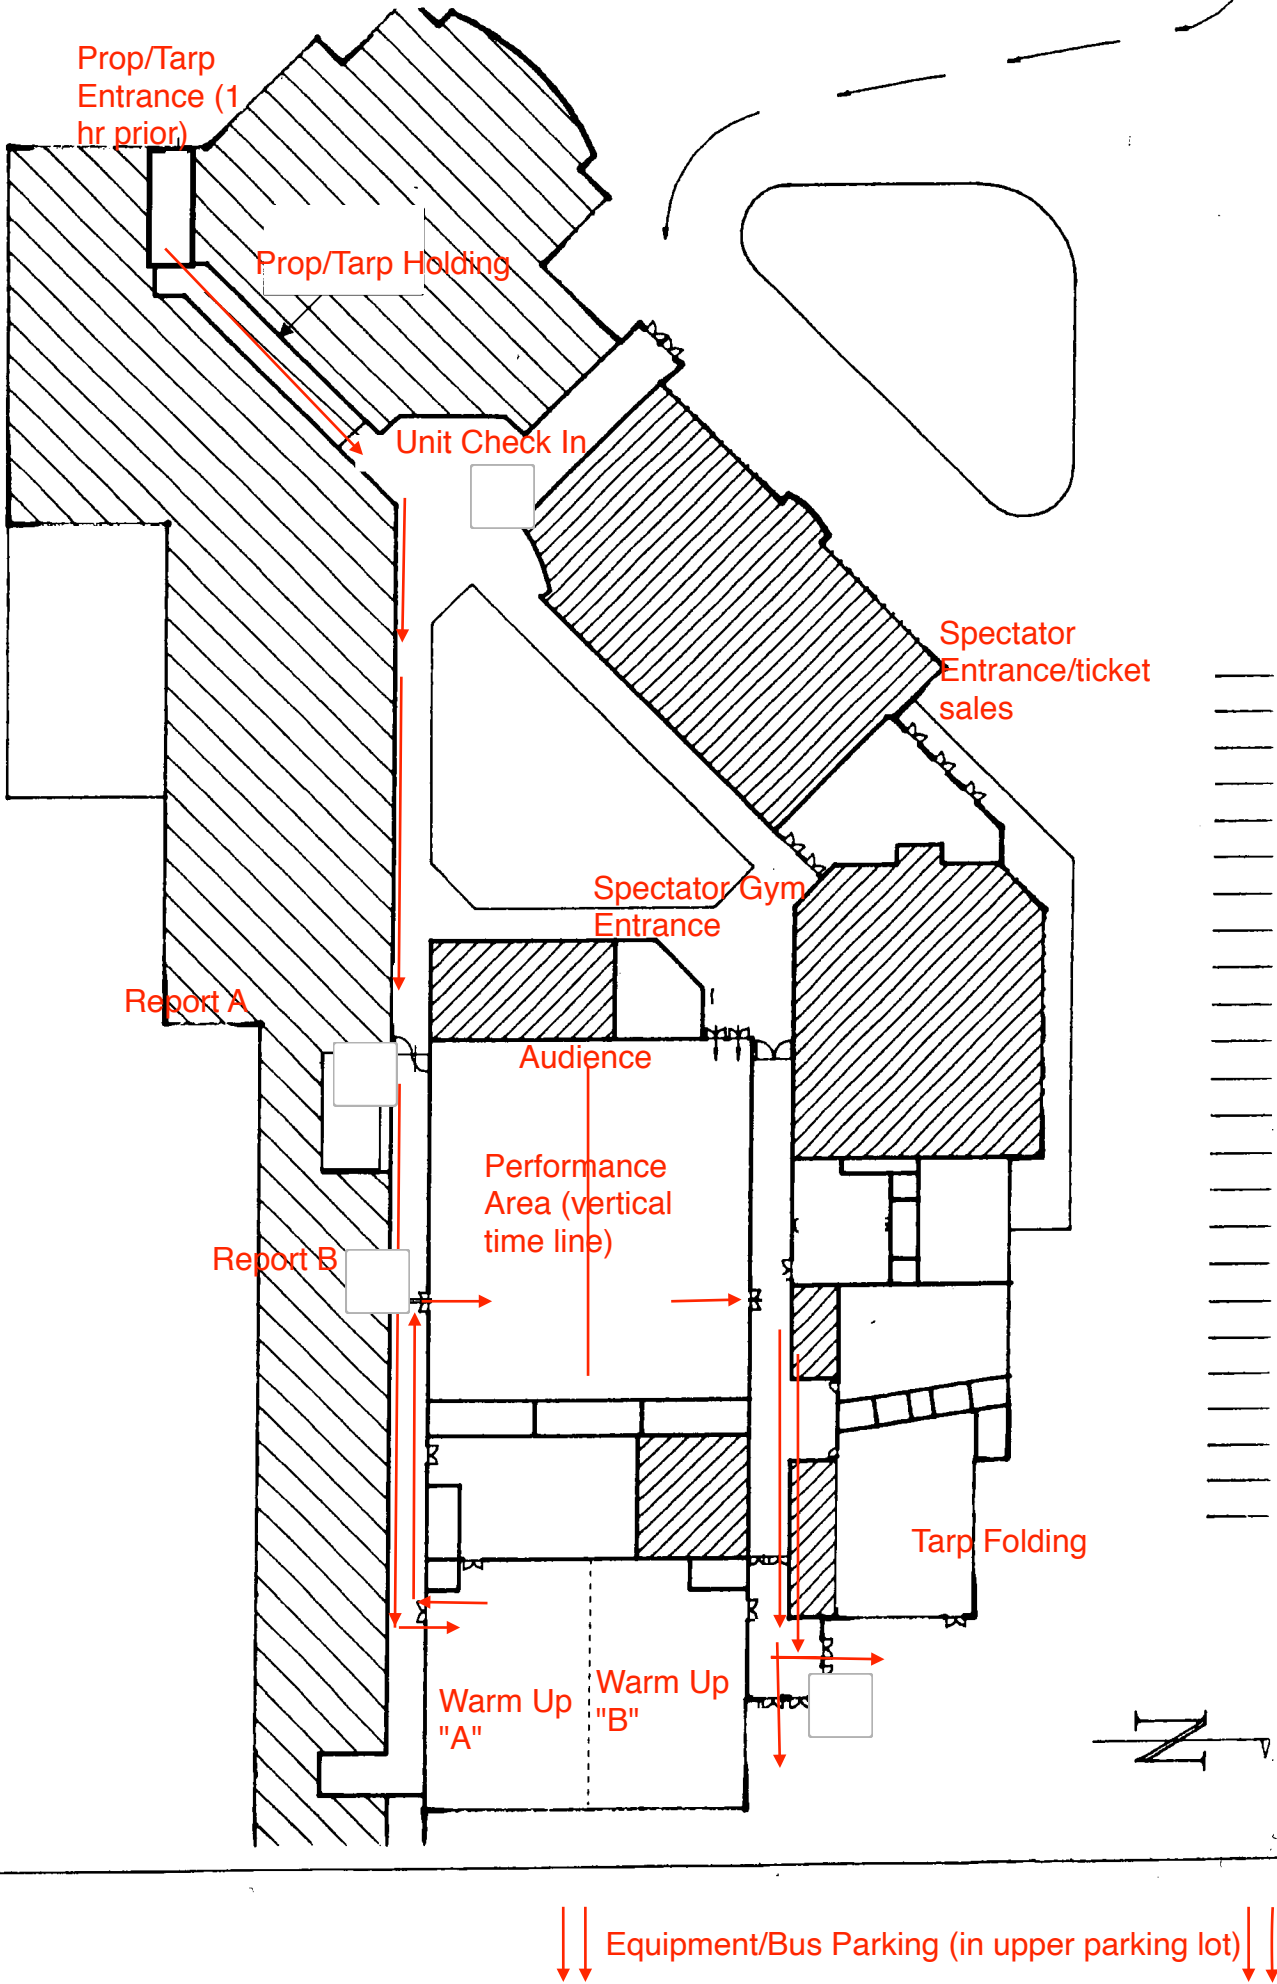 Prop/Tarp
Entrance (1
hr prior)
Prop/Tarp Holding
Unit Check In
Spectator
Entrance/ticket
sales
Spectator Gym
Entrance
Report A
Audience
Performance
Area (vertical
time line)
Report B
Tarp Folding
Warm Up
"A"
Warm Up
"B"
N
Equipment/Bus Parking (in upper parking lot)